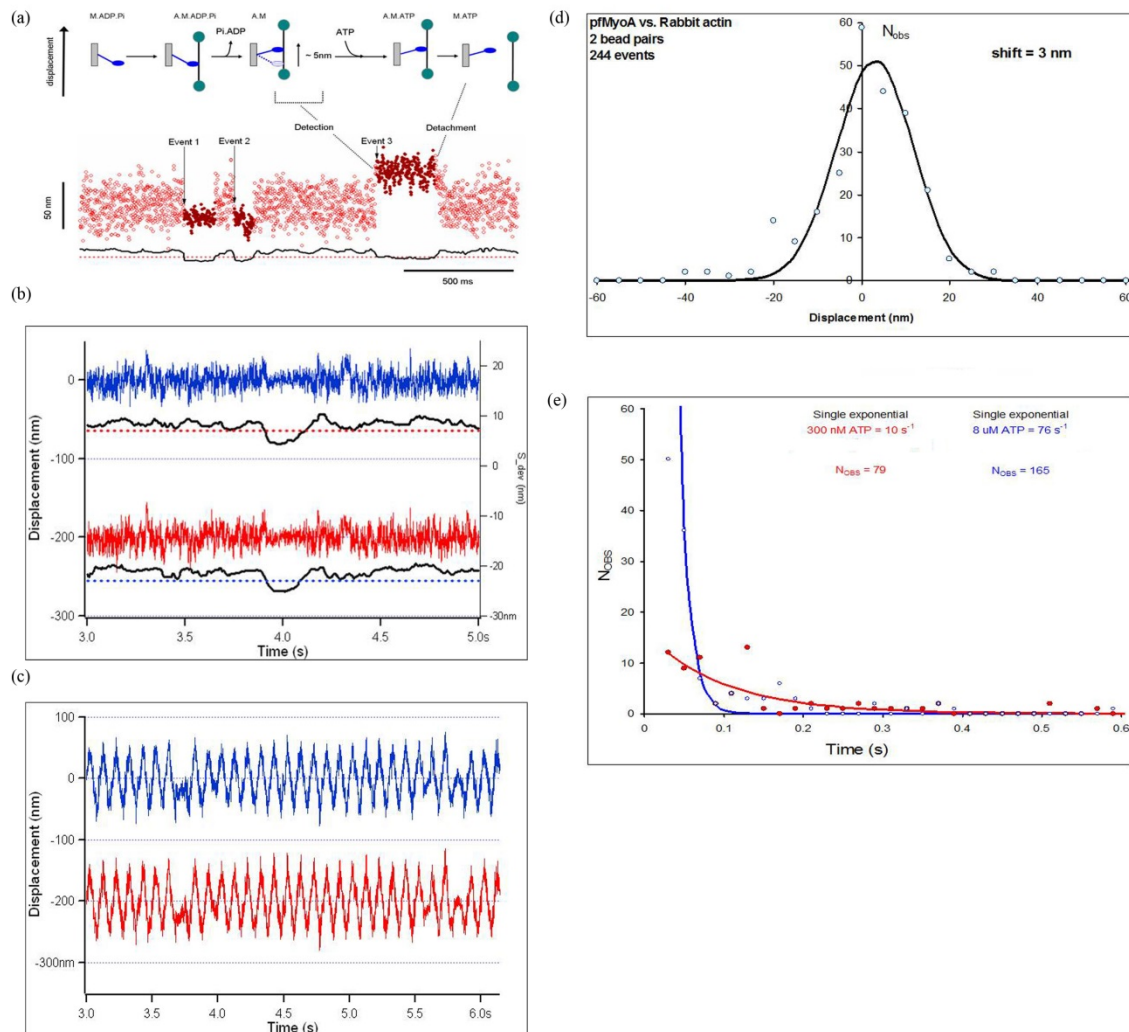 (a)
M.ADP.Pi
A.M.ADP.Pi
A.M
A.M.ATP
M.ATP
Pi.ADP
ATP
~ 5nm
displacement
Detection
Detachment
Event 1
Event 2
Event 3
50 nm
500 ms
(b)
Displacement (nm)
0
-100
-200
-300
20
10
0
-10
-20
-30nm
S_dev (nm)
3.0
3.5
4.0
4.5
5.0s
Time (s)
(c)
Displacement (nm)
100
0
-100
-200
-300nm
3.0
3.5
4.0
4.5
5.0
5.5
6.0s
Time (s)
(d)
pfMyoA vs. Rabbit actin
2 bead pairs
244 events
Nobs
shift = 3 nm
60
50
40
30
20
10
0
-60
-40
-20
0
20
40
60
Displacement (nm)
(e)
Single exponential
300 nM ATP = 10 s⁻¹
NOBS = 79
Single exponential
8 uM ATP = 76 s⁻¹
NOBS = 165
NOBS
60
50
40
30
20
10
0
0
0.1
0.2
0.3
0.4
0.5
0.6
Time (s)